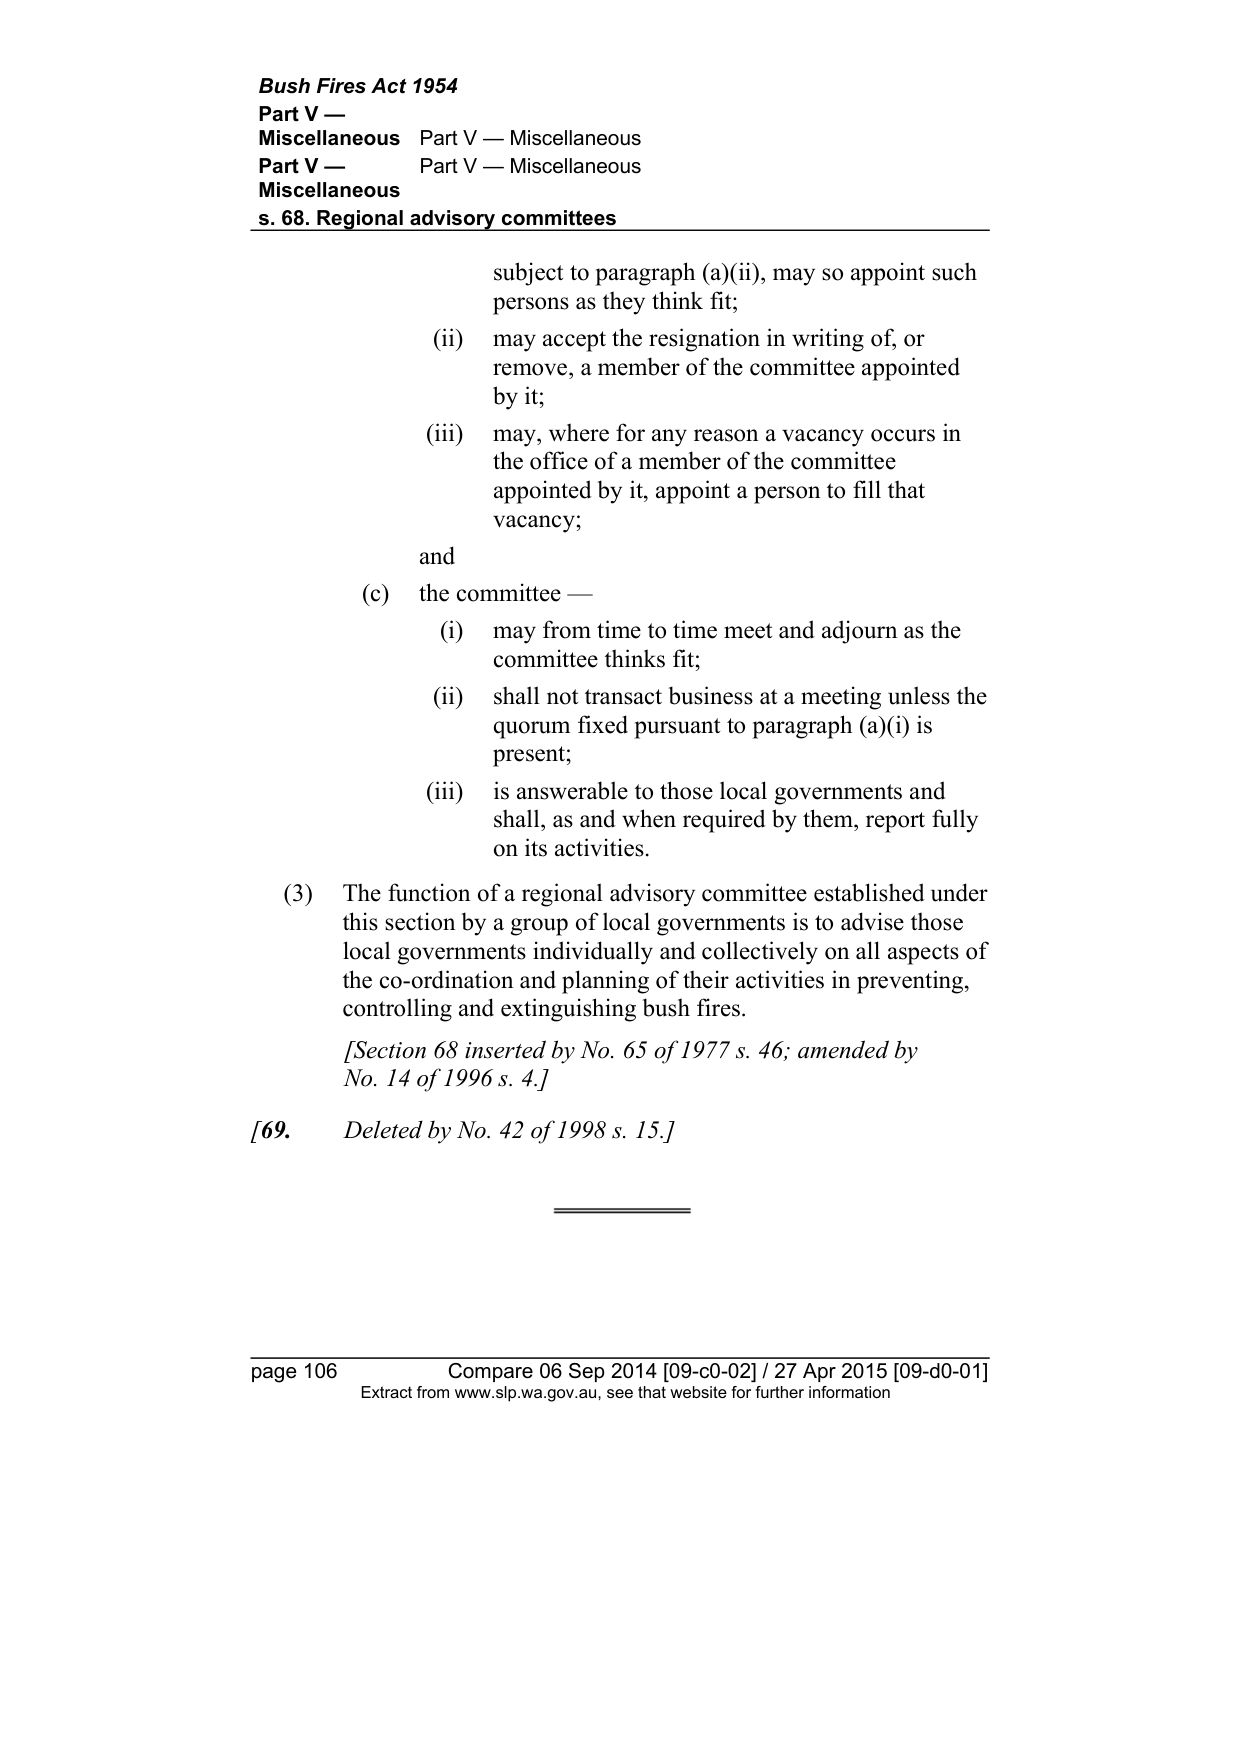 Bush Fires Act 1954
Part V —
Miscellaneous Part V — Miscellaneous
Part V — Part V — Miscellaneous
Miscellaneous
s. 68. Regional advisory committees
subject to paragraph (a)(ii), may so appoint such
persons as they think fit;
(ii) may accept the resignation in writing of, or
remove, a member of the committee appointed
by it;
(iii) may, where for any reason a vacancy occurs in
the office of a member of the committee
appointed by it, appoint a person to fill that
vacancy;
and
(c) the committee —
(i) may from time to time meet and adjourn as the
committee thinks fit;
(ii) shall not transact business at a meeting unless the
quorum fixed pursuant to paragraph (a)(i) is
present;
(iii) is answerable to those local governments and
shall, as and when required by them, report fully
on its activities.
(3) The function of a regional advisory committee established under
this section by a group of local governments is to advise those
local governments individually and collectively on all aspects of
the co-ordination and planning of their activities in preventing,
controlling and extinguishing bush fires.
[Section 68 inserted by No. 65 of 1977 s. 46; amended by
No. 14 of 1996 s. 4.]
[69. Deleted by No. 42 of 1998 s. 15.]
page 106 Compare 06 Sep 2014 [09-c0-02] / 27 Apr 2015 [09-d0-01]
Extract from www.slp.wa.gov.au, see that website for further information